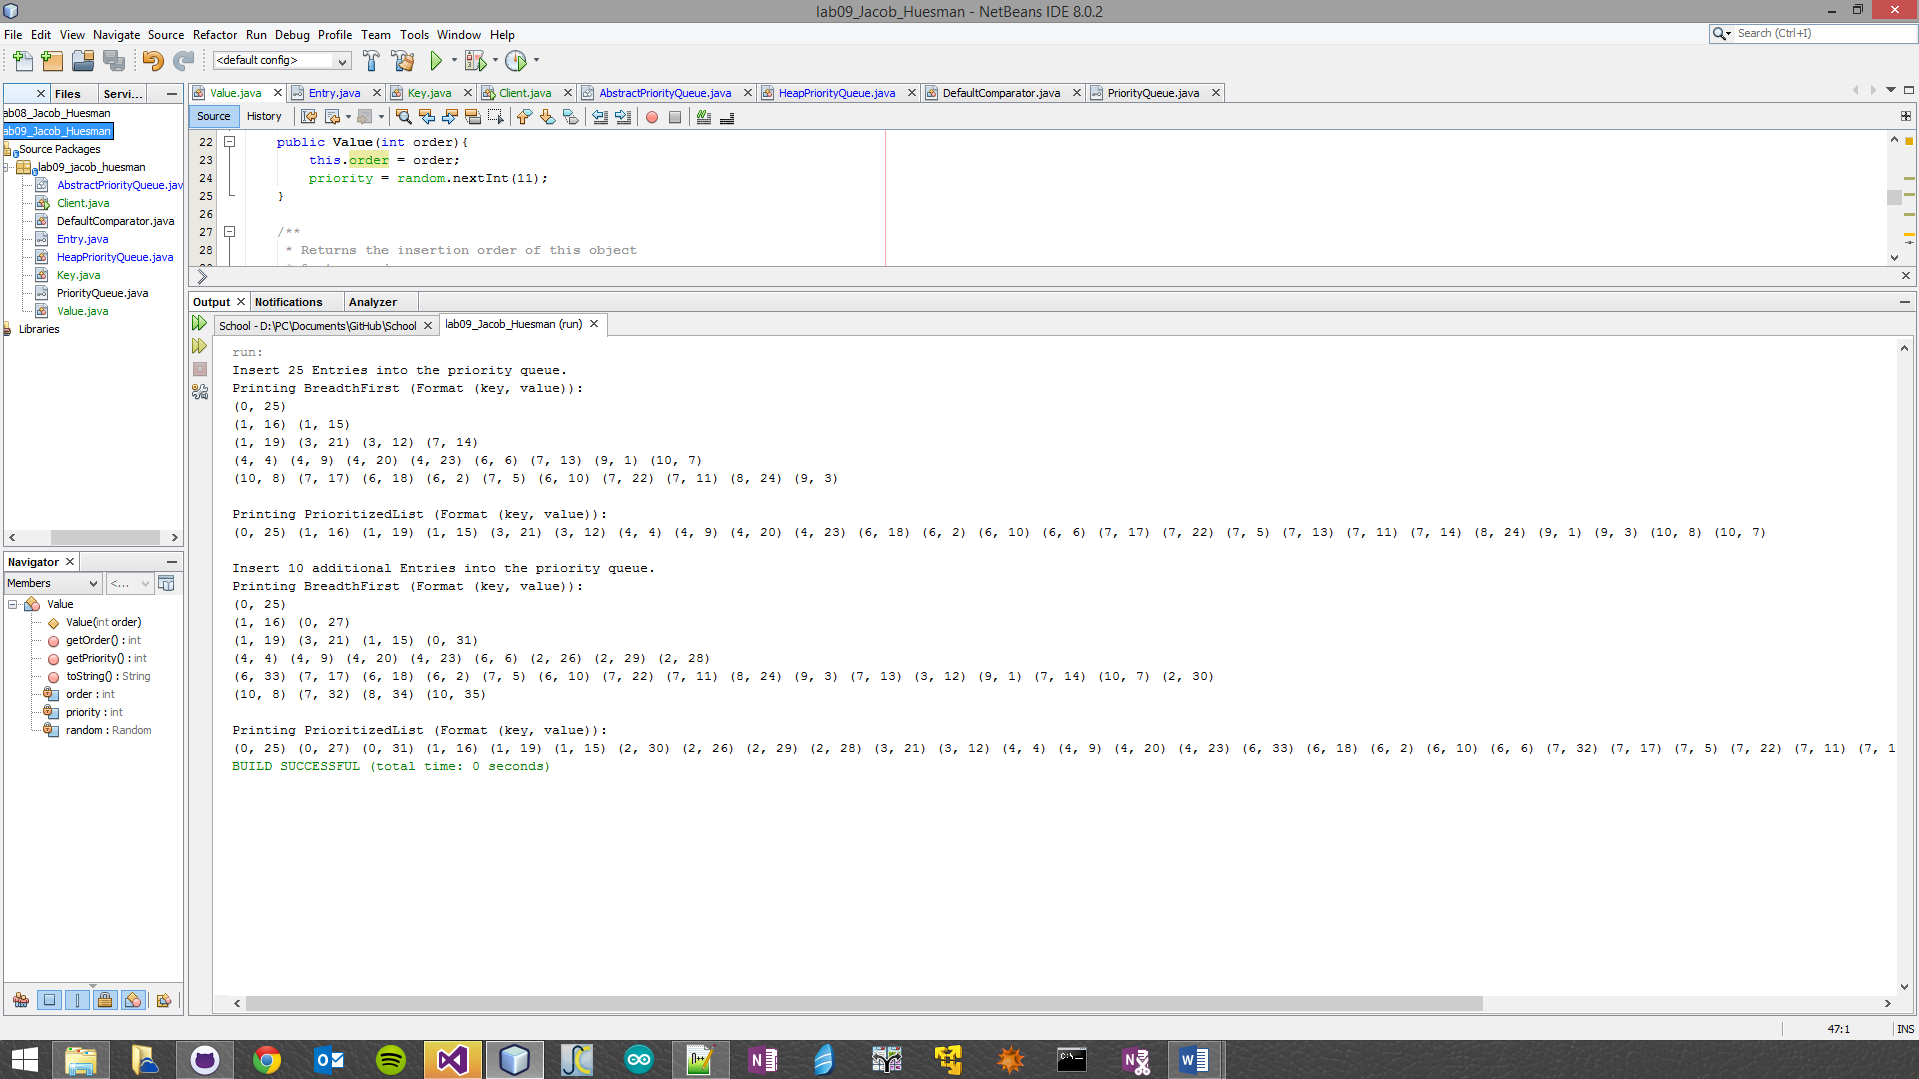 lab09_Jacob_Huesman - NetBeans IDE 8.0.2
File Edit View Navigate Source Refactor Run Debug Profile Team Tools Window Help
Search (Ctrl+I)
<default config>
Files Servi...
ab08_Jacob_Huesman
ab09_Jacob_Huesman
Source Packages
lab09_jacob_huesman
AbstractPriorityQueue.jav
Client.java
DefaultComparator.java
Entry.java
HeapPriorityQueue.java
Key.java
PriorityQueue.java
Value.java
Libraries
Navigator
Members <...
Value
Value(int order)
getOrder() : int
getPriority() : int
toString() : String
order : int
priority : int
random : Random
Value.java Entry.java Key.java Client.java AbstractPriorityQueue.java HeapPriorityQueue.java DefaultComparator.java PriorityQueue.java
Source History
22 public Value(int order){
23 this.order = order;
24 priority = random.nextInt(11);
25 }
26
27 /**
28 * Returns the insertion order of this object
Output Notifications Analyzer
School - D:\PC\Documents\GitHub\School lab09_Jacob_Huesman (run)
run:
Insert 25 Entries into the priority queue.
Printing BreadthFirst (Format (key, value)):
(0, 25)
(1, 16) (1, 15)
(1, 19) (3, 21) (3, 12) (7, 14)
(4, 4) (4, 9) (4, 20) (4, 23) (6, 6) (7, 13) (9, 1) (10, 7)
(10, 8) (7, 17) (6, 18) (6, 2) (7, 5) (6, 10) (7, 22) (7, 11) (8, 24) (9, 3)
Printing PrioritizedList (Format (key, value)):
(0, 25) (1, 16) (1, 19) (1, 15) (3, 21) (3, 12) (4, 4) (4, 9) (4, 20) (4, 23) (6, 18) (6, 2) (6, 10) (6, 6) (7, 17) (7, 22) (7, 5) (7, 13) (7, 11) (7, 14) (8, 24) (9, 1) (9, 3) (10, 8) (10, 7)
Insert 10 additional Entries into the priority queue.
Printing BreadthFirst (Format (key, value)):
(0, 25)
(1, 16) (0, 27)
(1, 19) (3, 21) (1, 15) (0, 31)
(4, 4) (4, 9) (4, 20) (4, 23) (6, 6) (2, 26) (2, 29) (2, 28)
(6, 33) (7, 17) (6, 18) (6, 2) (7, 5) (6, 10) (7, 22) (7, 11) (8, 24) (9, 3) (7, 13) (3, 12) (9, 1) (7, 14) (10, 7) (2, 30)
(10, 8) (7, 32) (8, 34) (10, 35)
Printing PrioritizedList (Format (key, value)):
(0, 25) (0, 27) (0, 31) (1, 16) (1, 19) (1, 15) (2, 30) (2, 26) (2, 29) (2, 28) (3, 21) (3, 12) (4, 4) (4, 9) (4, 20) (4, 23) (6, 33) (6, 18) (6, 2) (6, 10) (6, 6) (7, 32) (7, 17) (7, 5) (7, 22) (7, 11) (7, 1
BUILD SUCCESSFUL (total time: 0 seconds)
47:1 INS